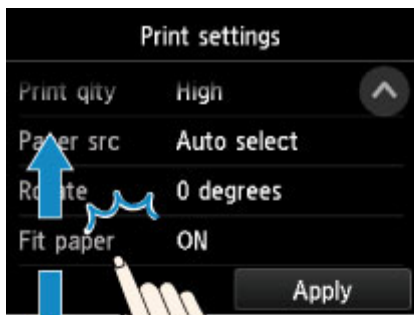 Print settings
Print qlty High
Paper src Auto select
Rotate 0 degrees
Fit paper ON
Apply